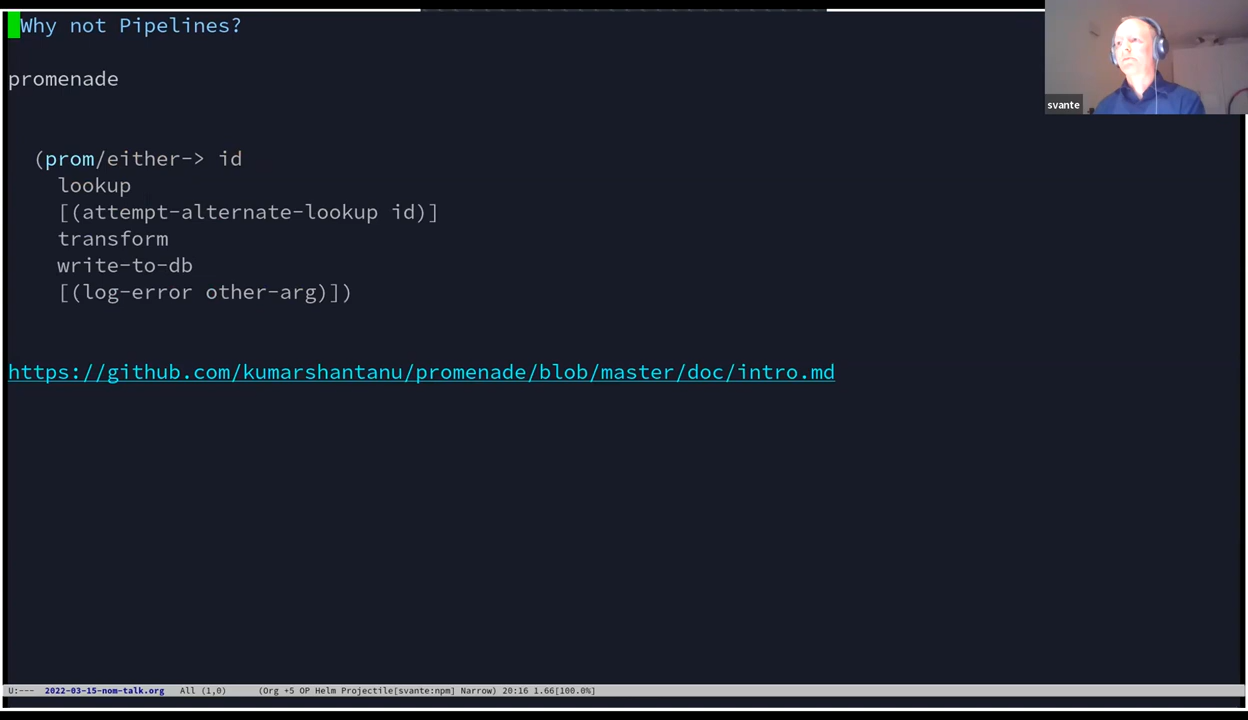 Why not Pipelines?
promenade
(prom/either-> id
lookup
[(attempt-alternate-lookup id)]
transform
write-to-db
[(log-error other-arg)])
https://github.com/kumarshantanu/promenade/blob/master/doc/intro.md
svante
U:--- 2022-03-15-nom-talk.org All (1,0) (Org +5 OP Helm Projectile[svante:npm] Narrow) 20:16 1.66[100.0%]